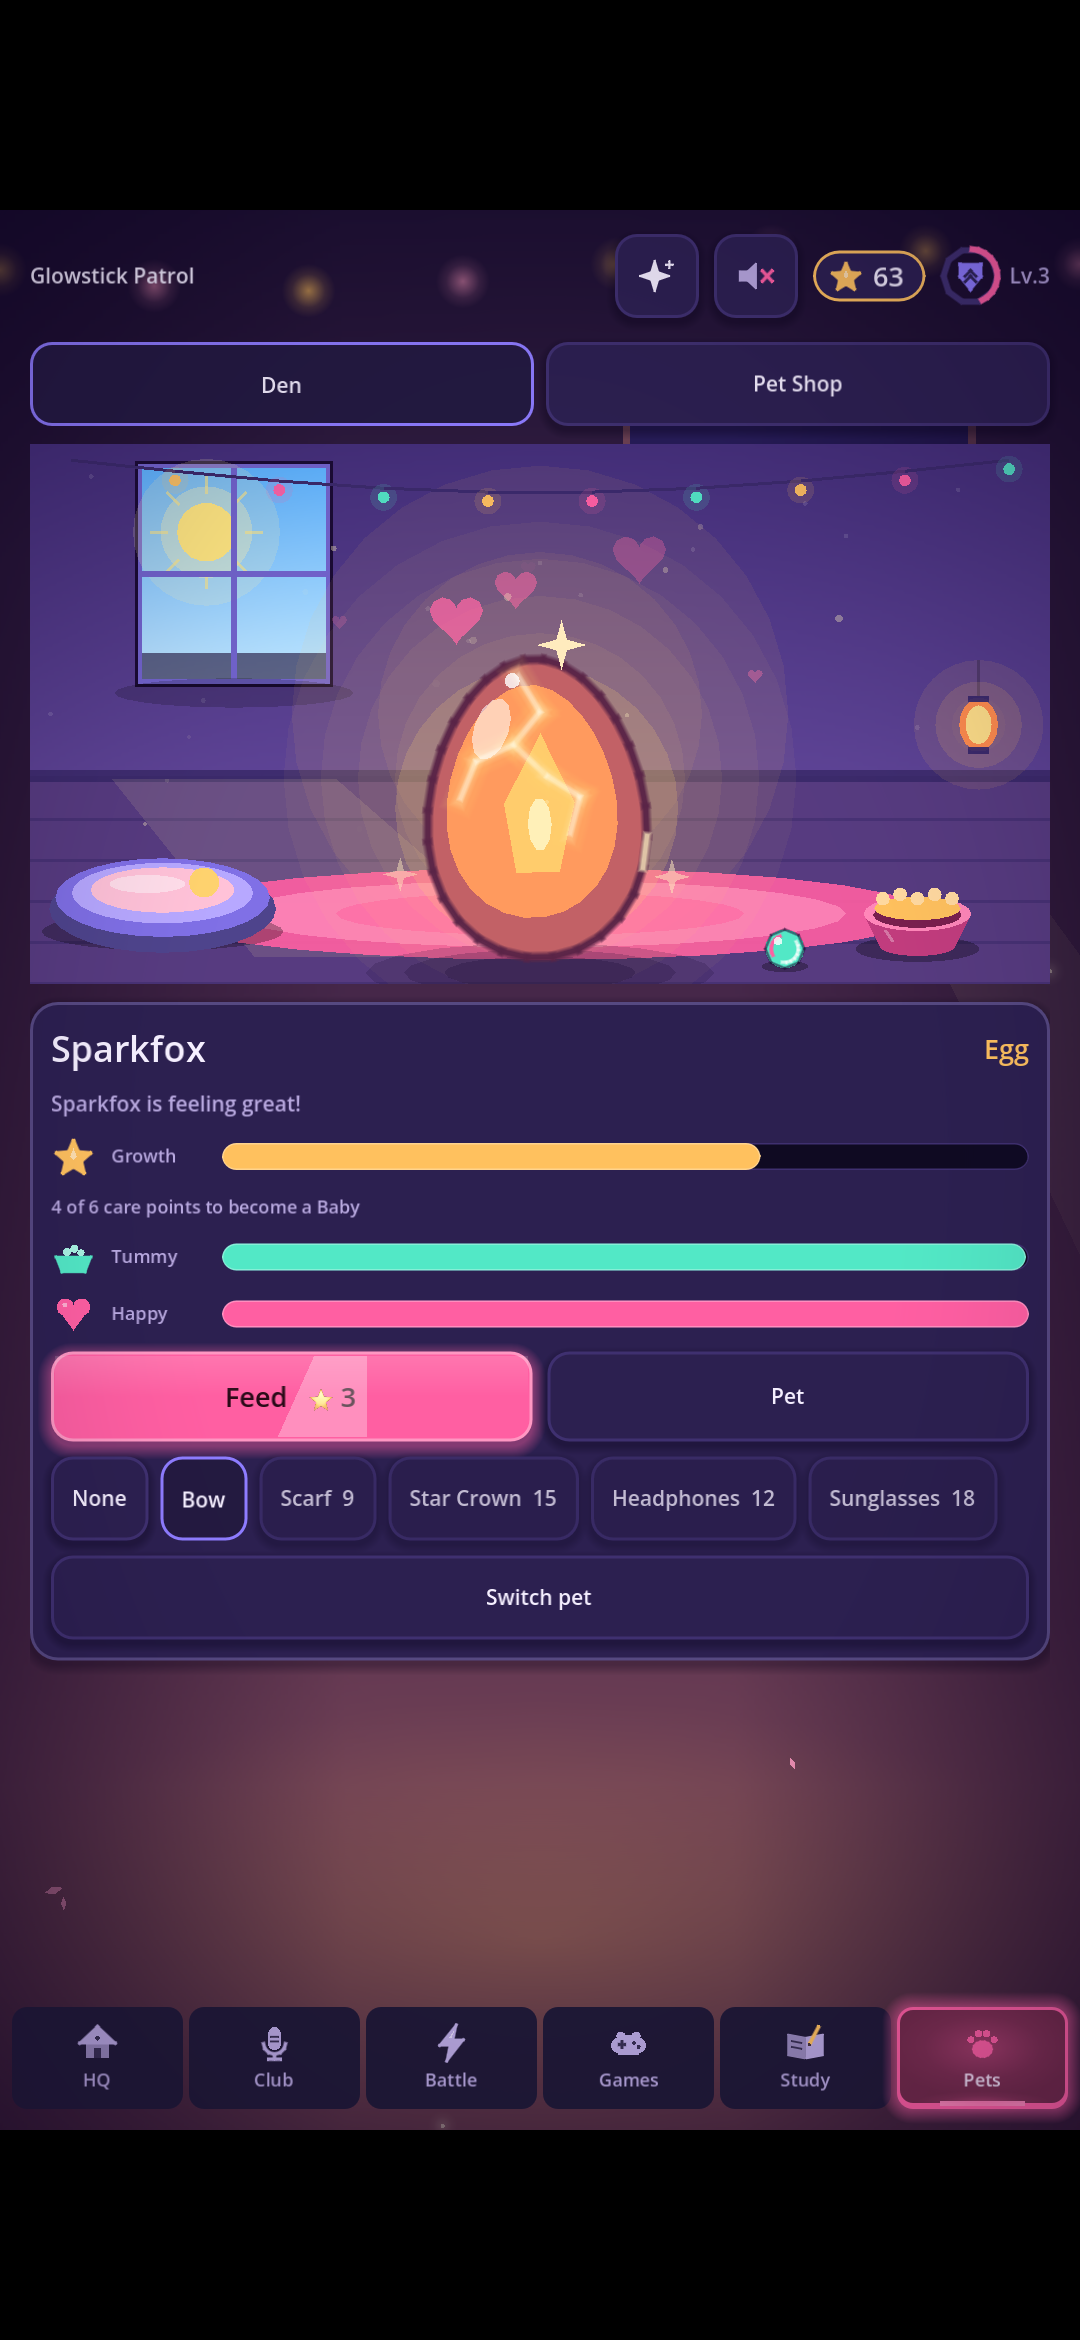 Glowstick Patrol
63
Lv.3
Den
Pet Shop
Sparkfox
Egg
Sparkfox is feeling great!
Growth
4 of 6 care points to become a Baby
Tummy
Happy
Feed 3
Pet
None
Bow
Scarf 9
Star Crown 15
Headphones 12
Sunglasses 18
Switch pet
HQ
Club
Battle
Games
Study
Pets